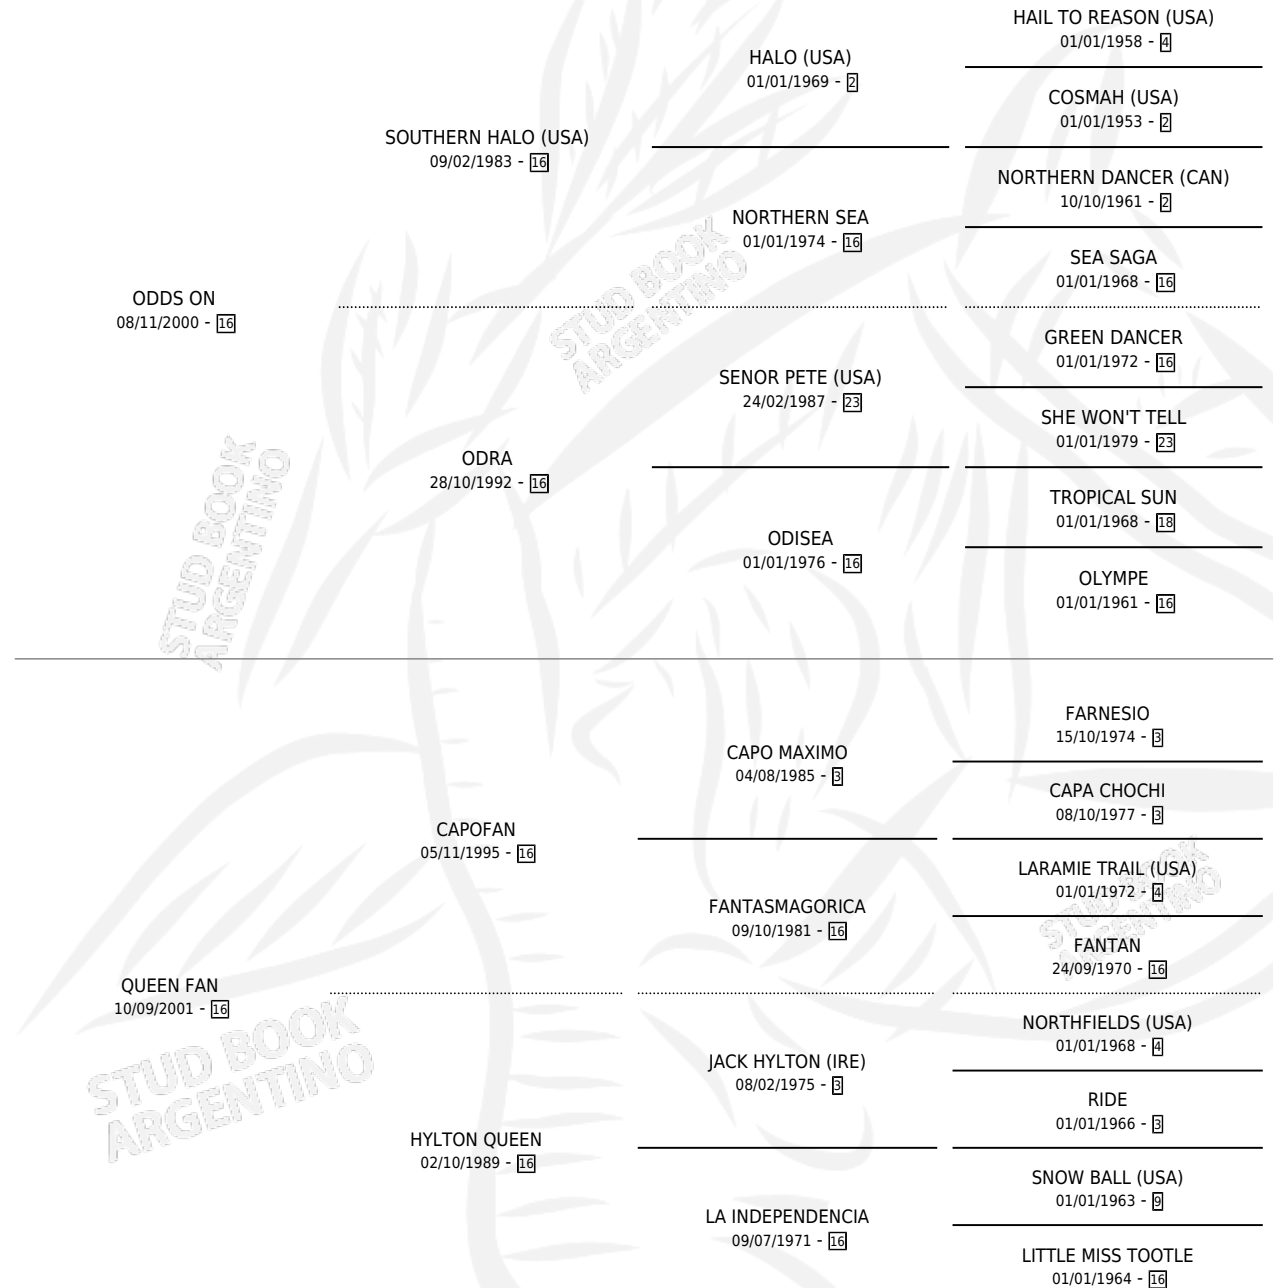 HAIL TO REASON (USA)
01/01/1958 - 4
HALO (USA)
01/01/1969 - 2
COSMAH (USA)
01/01/1953 - 2
SOUTHERN HALO (USA)
09/02/1983 - 16
NORTHERN DANCER (CAN)
10/10/1961 - 2
NORTHERN SEA
01/01/1974 - 16
SEA SAGA
01/01/1968 - 16
ODDS ON
08/11/2000 - 16
STUD BOOK
ARGENTINO
GREEN DANCER
01/01/1972 - 16
SENOR PETE (USA)
24/02/1987 - 23
SHE WON'T TELL
01/01/1979 - 23
ODRA
28/10/1992 - 16
TROPICAL SUN
01/01/1968 - 18
ODISEA
01/01/1976 - 16
OLYMPE
01/01/1961 - 16
STUD BOOK
ARGENTINO
FARNESIO
15/10/1974 - 3
CAPO MAXIMO
04/08/1985 - 3
CAPA CHOCHI
08/10/1977 - 3
CAPOFAN
05/11/1995 - 16
LARAMIE TRAIL (USA)
01/01/1972 - 4
FANTASMAGORICA
09/10/1981 - 16
STUD BOOK
ARGENTINO
FANTAN
24/09/1970 - 16
QUEEN FAN
10/09/2001 - 16
NORTHFIELDS (USA)
01/01/1968 - 4
JACK HYLTON (IRE)
08/02/1975 - 3
STUD BOOK
ARGENTINO
RIDE
01/01/1966 - 3
HYLTON QUEEN
02/10/1989 - 16
SNOW BALL (USA)
01/01/1963 - 9
LA INDEPENDENCIA
09/07/1971 - 16
LITTLE MISS TOOTLE
01/01/1964 - 16